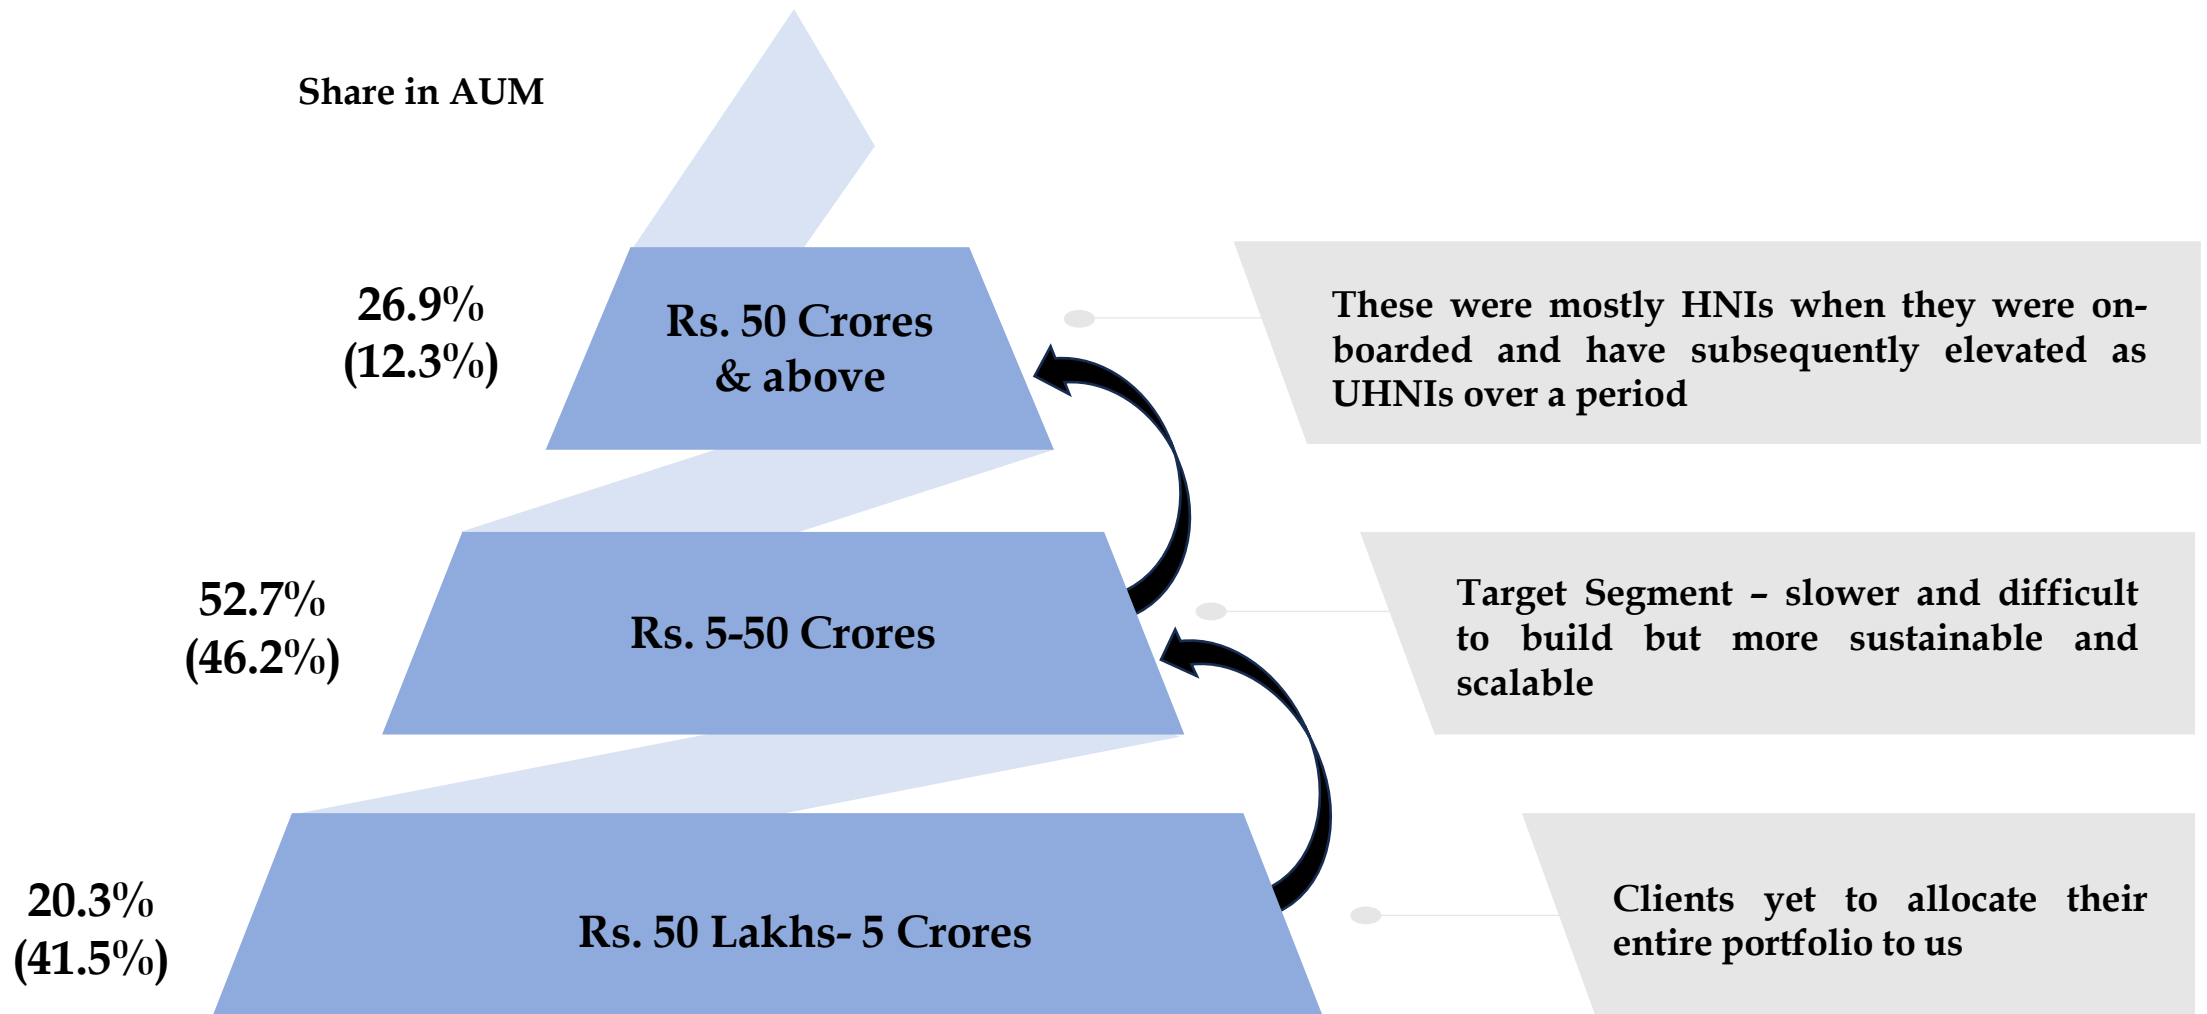 Share in AUM
26.9%
(12.3%)
Rs. 50 Crores
& above
These were mostly HNIs when they were on-
boarded and have subsequently elevated as
UHNIs over a period
52.7%
(46.2%)
Rs. 5-50 Crores
Target Segment – slower and difficult
to build but more sustainable and
scalable
20.3%
(41.5%)
Rs. 50 Lakhs- 5 Crores
Clients yet to allocate their
entire portfolio to us